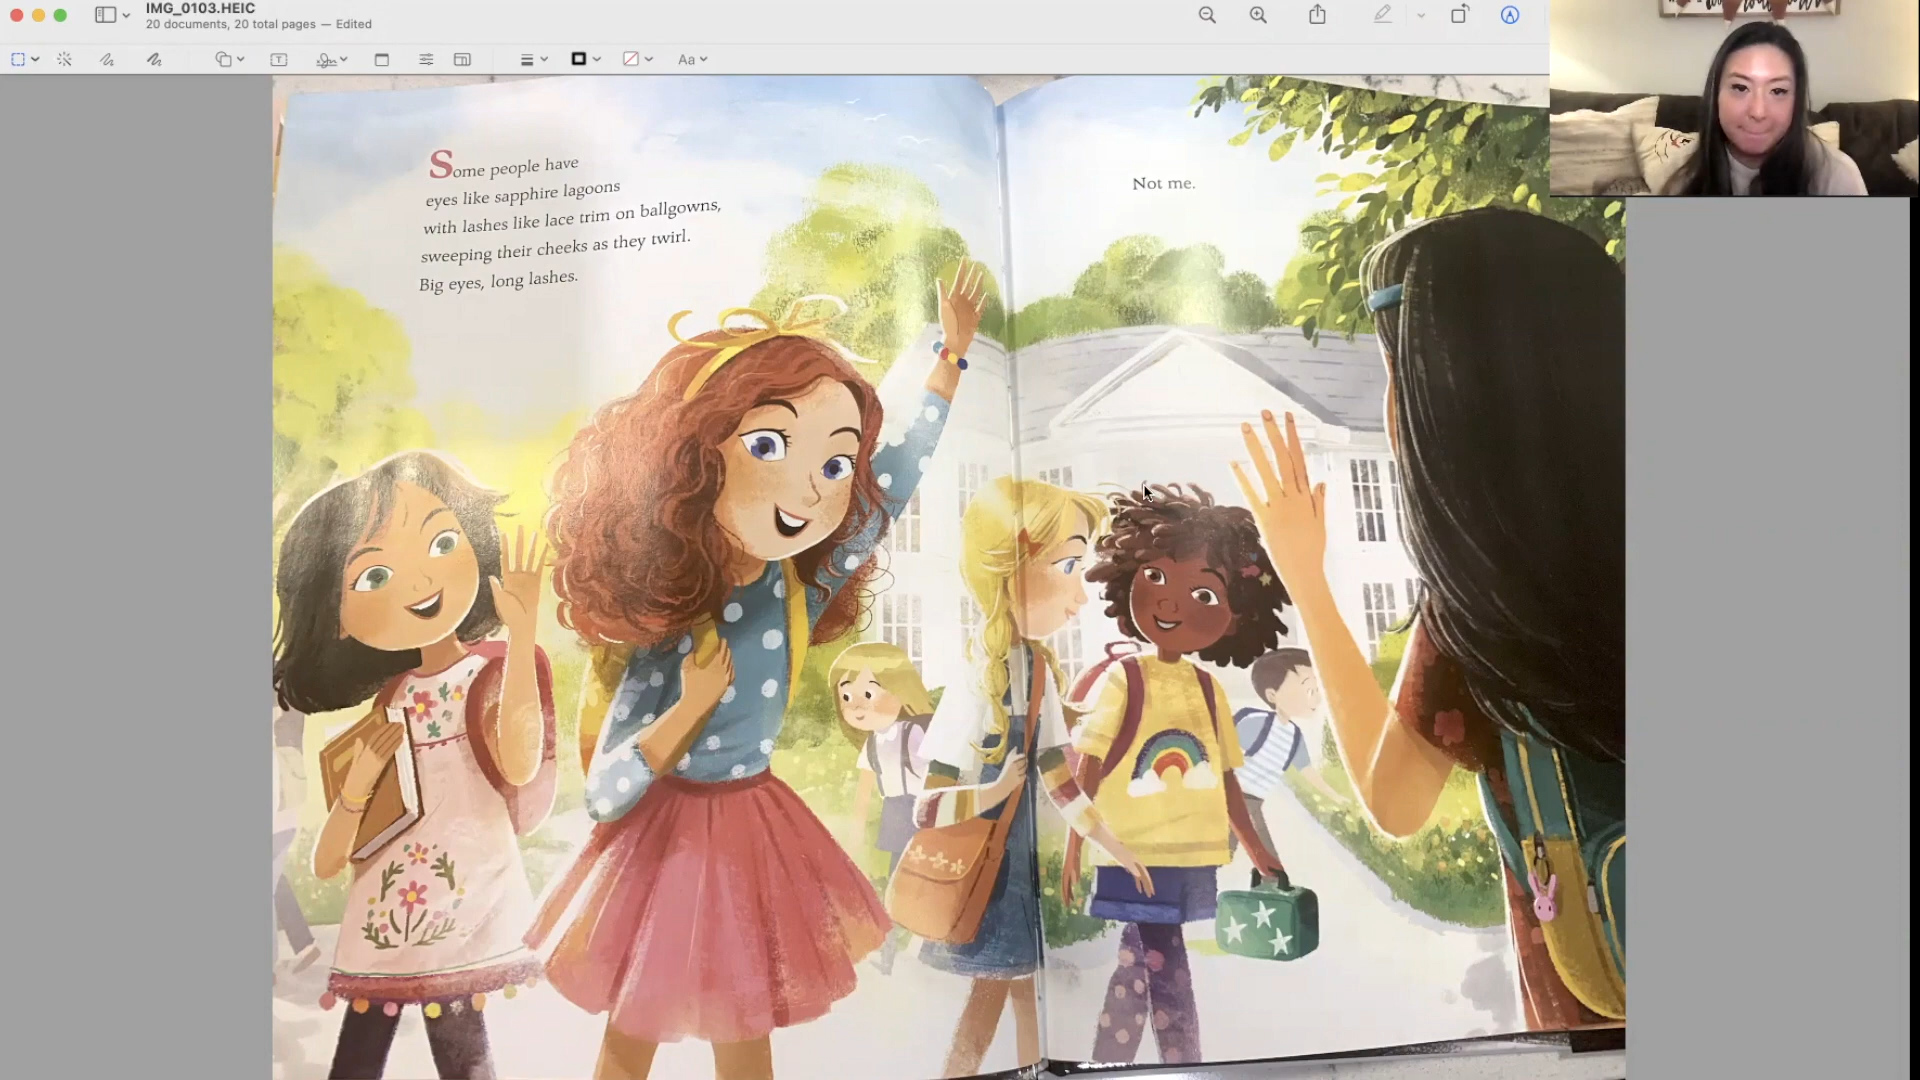 IMG_0103.HEIC
20 documents, 20 total pages — Edited
Aa
Some people have
eyes like sapphire lagoons
with lashes like lace trim on ballgowns,
sweeping their cheeks as they twirl.
Big eyes, long lashes.
Not me.